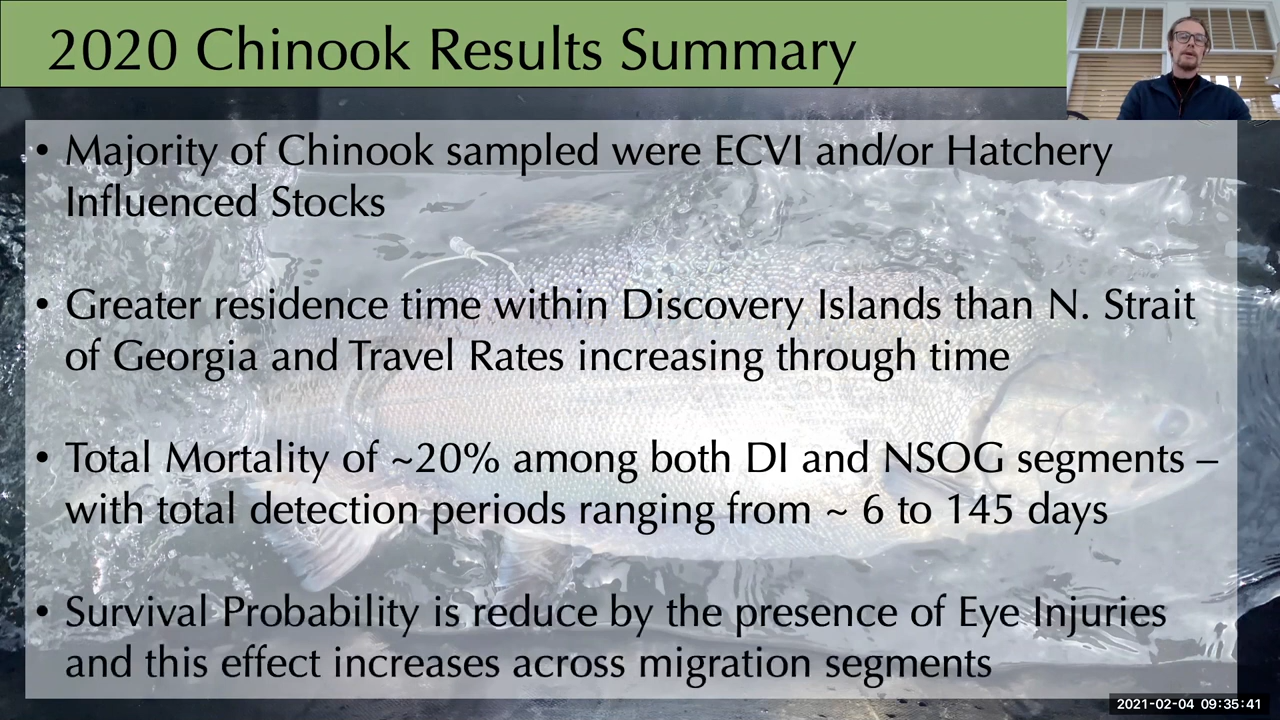 2020 Chinook Results Summary
• Majority of Chinook sampled were ECVI and/or Hatchery
Influenced Stocks
• Greater residence time within Discovery Islands than N. Strait
of Georgia and Travel Rates increasing through time
• Total Mortality of ~20% among both DI and NSOG segments –
with total detection periods ranging from ~ 6 to 145 days
• Survival Probability is reduce by the presence of Eye Injuries
and this effect increases across migration segments
2021-02-04 09:35:41